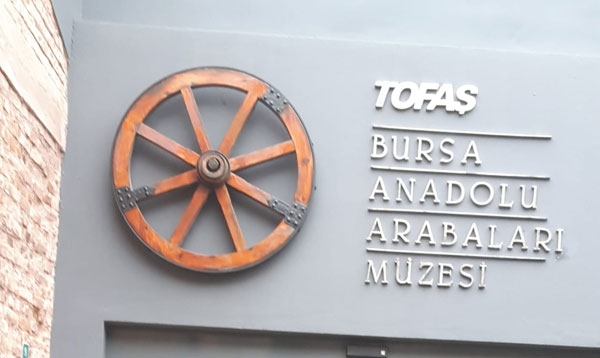 TOFAŞ
BURSA
ANADOLU
ARABALARI
MÜZESİ